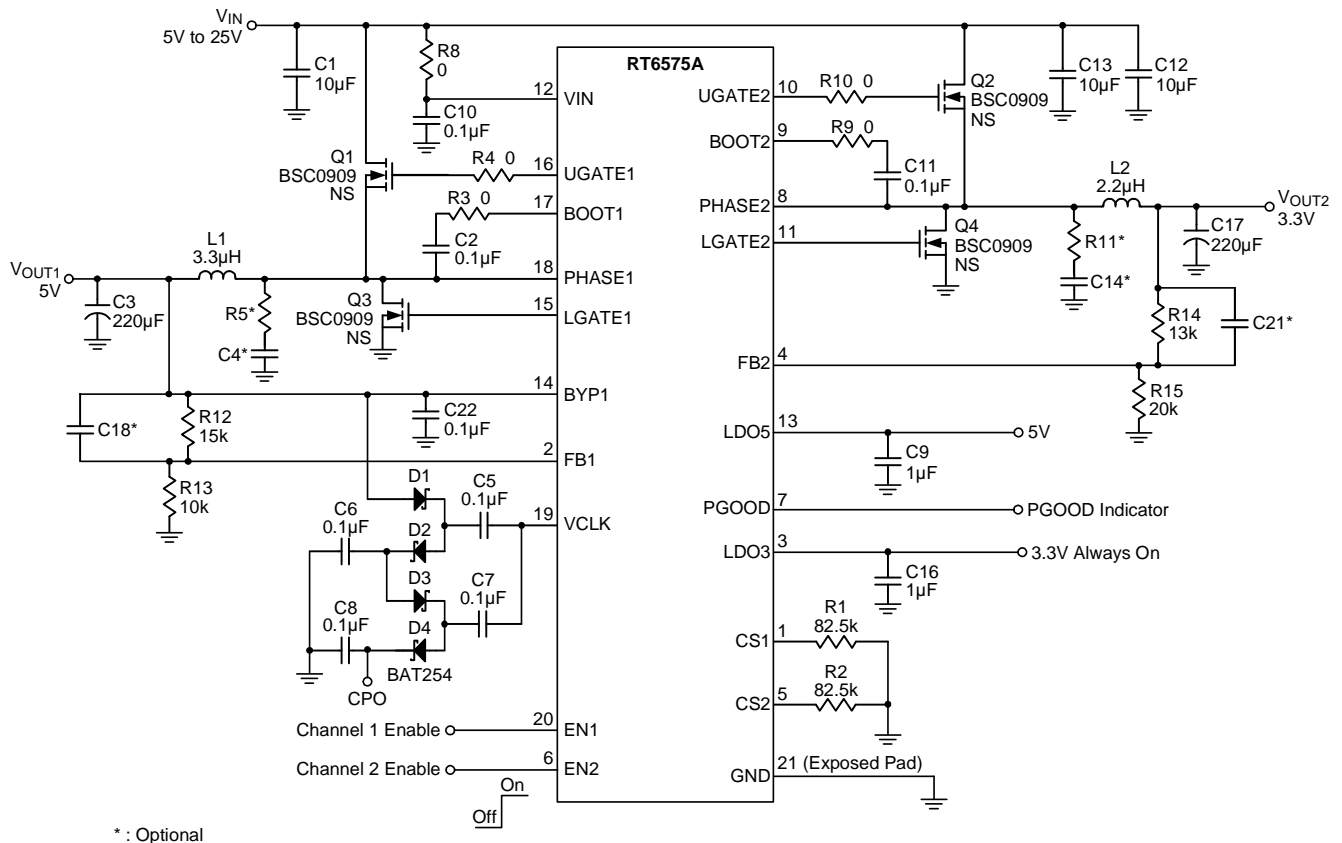 VIN
5V to 25V
C1
10µF
R8
0
12
VIN
C10
0.1µF
RT6575A
UGATE2
10
R10 0
Q2
BSC0909
NS
C13
10µF
C12
10µF
Q1
BSC0909
NS
R4 0
16
UGATE1
R3 0
17
BOOT1
C2
0.1µF
BOOT2
9
R9 0
C11
0.1µF
PHASE2
8
L2
2.2µH
VOUT2
3.3V
LGATE2
11
Q4
BSC0909
NS
R11*
C14*
C17
220µF
VOUT1
5V
L1
3.3µH
18
PHASE1
C3
220µF
R5*
C4*
Q3
BSC0909
NS
15
LGATE1
R14
13k
C21*
FB2
4
R15
20k
14
BYP1
C22
0.1µF
C18*
R12
15k
2
FB1
R13
10k
LDO5
13
5V
C9
1µF
D1
C5
0.1µF
19
VCLK
C6
0.1µF
D2
D3
C7
0.1µF
C8
0.1µF
D4
BAT254
CPO
PGOOD
7
PGOOD Indicator
LDO3
3
3.3V Always On
C16
1µF
CS1
1
R1
82.5k
CS2
5
R2
82.5k
Channel 1 Enable
20
EN1
Channel 2 Enable
6
EN2
GND
21 (Exposed Pad)
On
Off
* : Optional